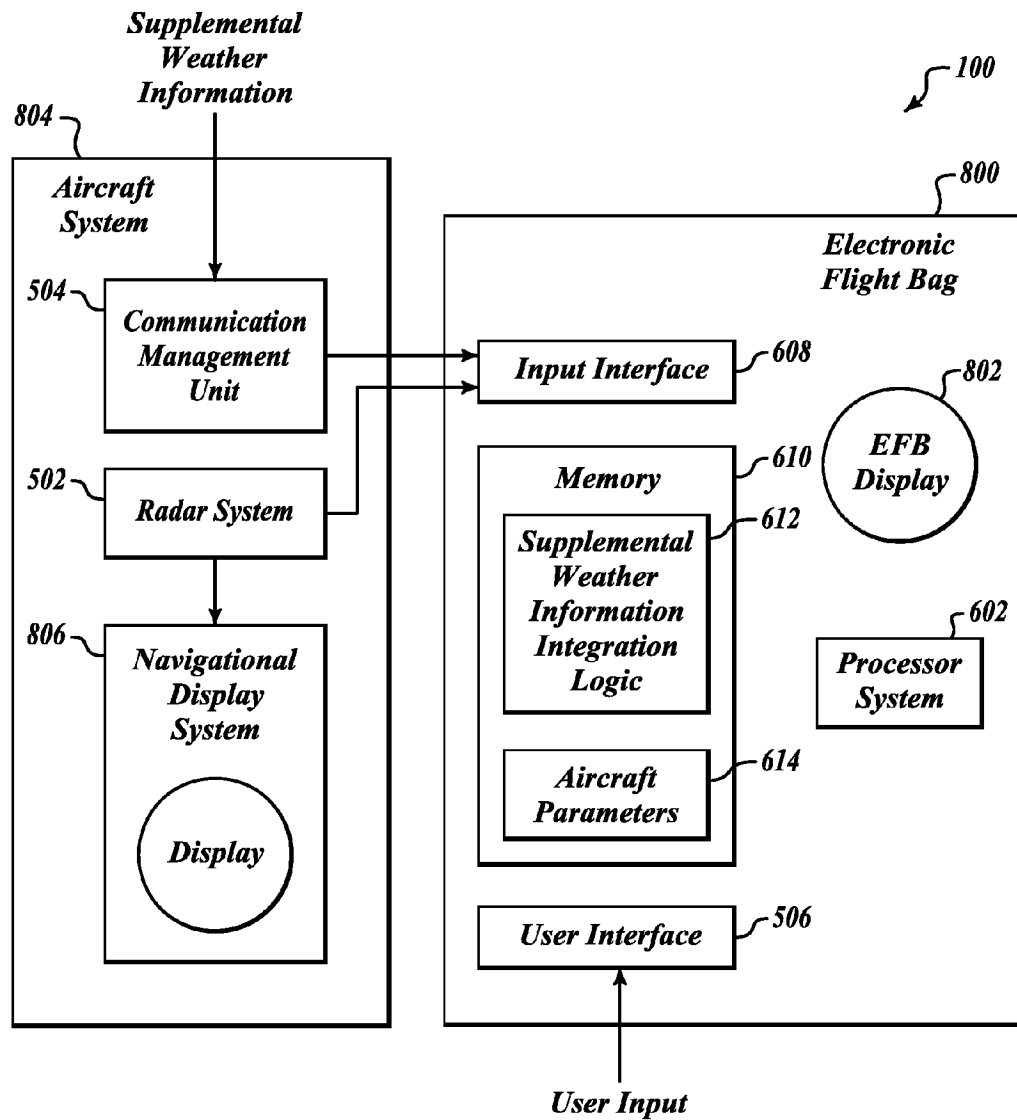 Supplemental
Weather
Information
100
804
Aircraft
System
504
Communication
Management
Unit
502
Radar System
806
Navigational
Display
System
Display
800
Electronic
Flight Bag
Input Interface
608
802
EFB
Display
Memory
610
612
Supplemental
Weather
Information
Integration
Logic
602
Processor
System
614
Aircraft
Parameters
User Interface
506
User Input